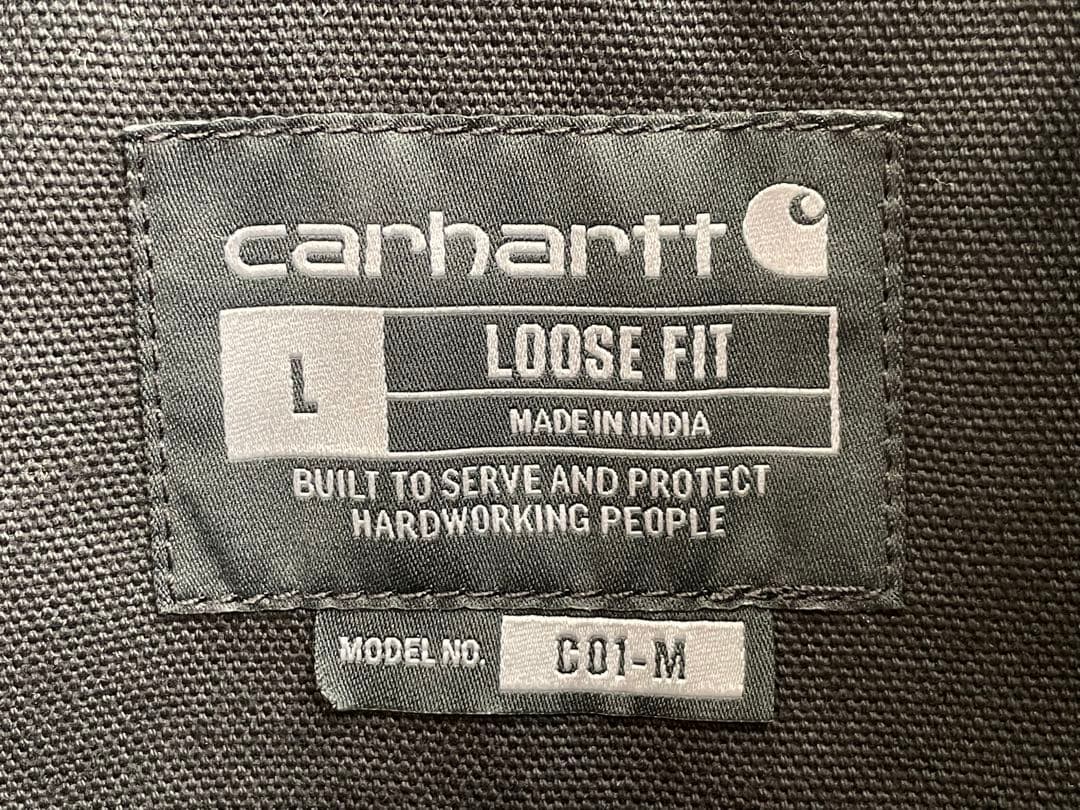 carhartt
L
LOOSE FIT
MADE IN INDIA
BUILT TO SERVE AND PROTECT
HARDWORKING PEOPLE
MODEL NO. C01-M